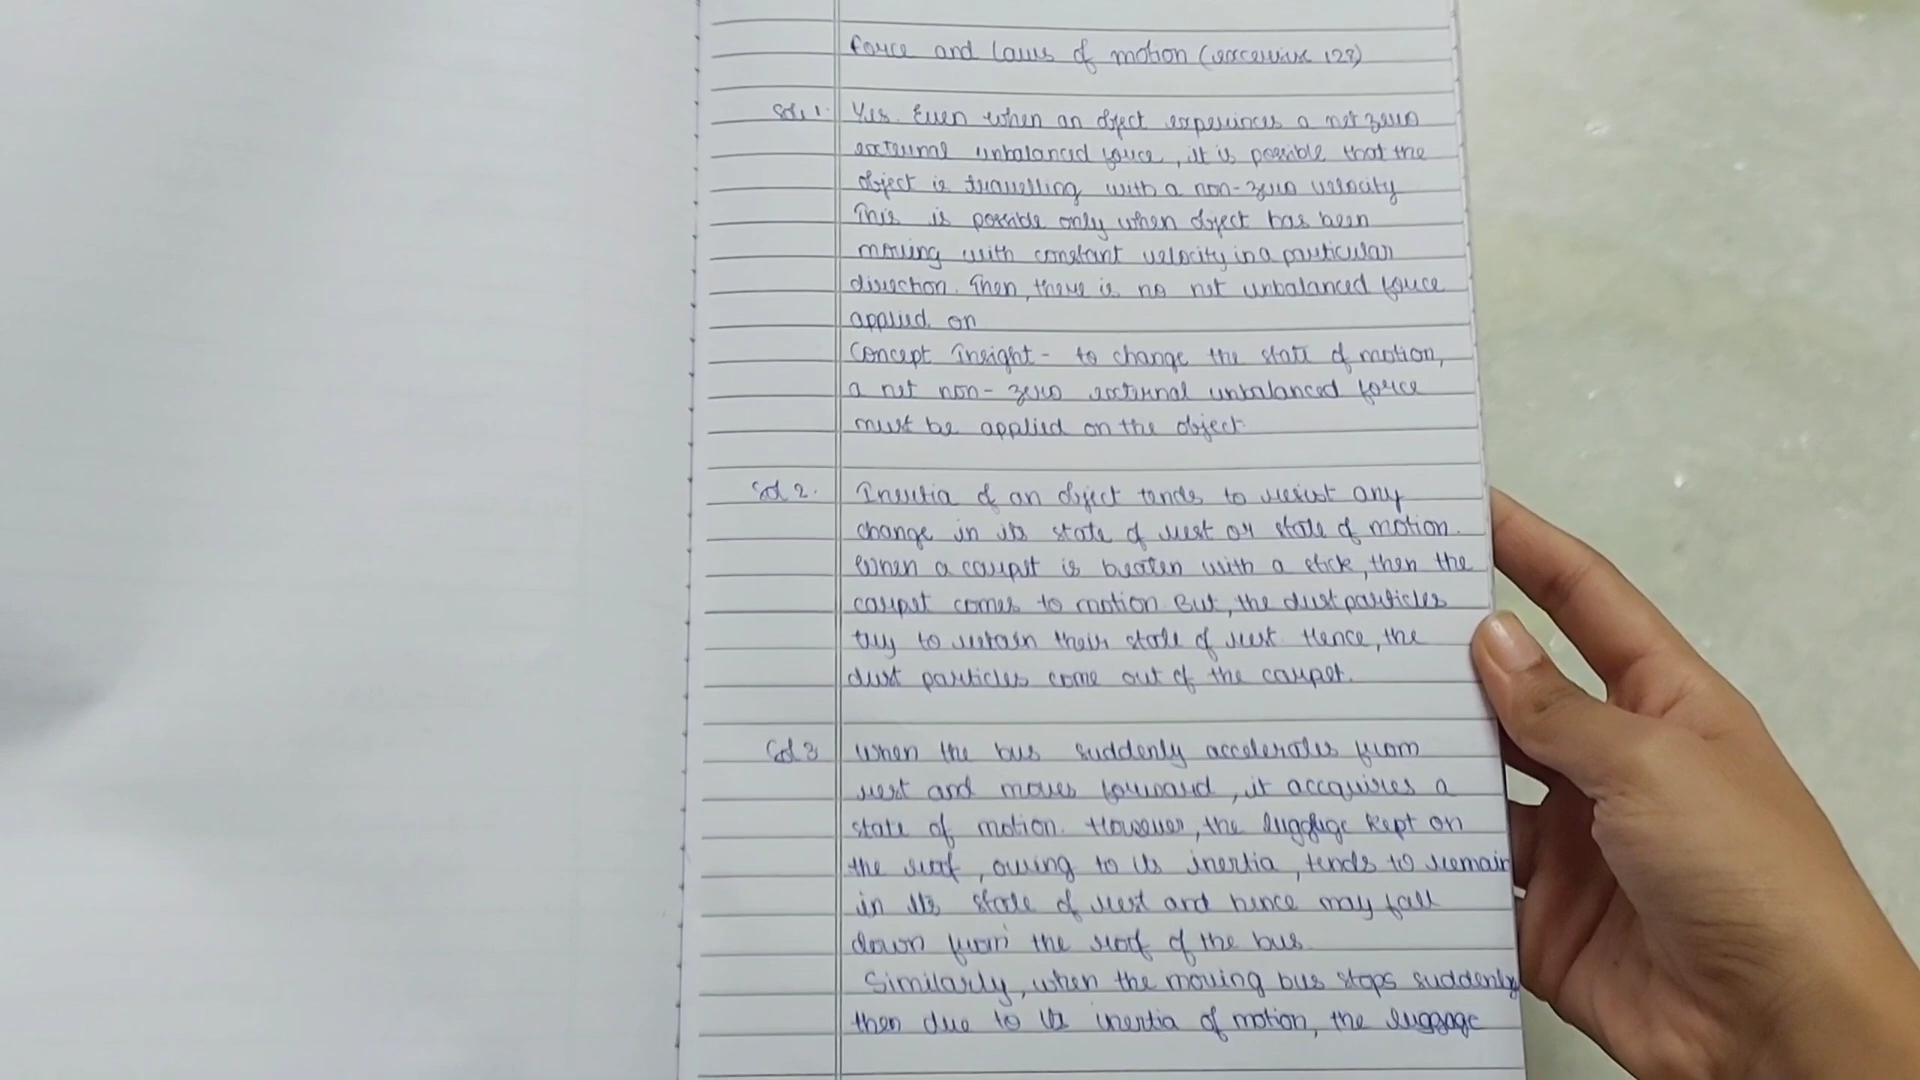 Force and Laws of motion (excercise 128)
Sol 1. Yes. Even when an object experinces a net zero
external unbalanced force, it is possible that the
object is travelling with a non-zero velocity
This is possible only when object has been
moving with constant velocity in a particular
direction. Then, there is no net unbalanced force
applied on
Concept Insight - to change the state of motion,
a net non-zero external unbalanced force
must be applied on the object
Sol 2. Inertia of an object tends to resist any
change in its state of rest or state of motion.
When a carpet is beaten with a stick, then the
carpet comes to motion But, the dust particles
try to retain their state of rest. Hence, the
dust particles come out of the carpet.
Sol 3 When the bus suddenly accelerates from
rest and moves forward, it accquires a
state of motion. However, the luggage kept on
the roof, owing to its inertia, tends to remain
in its state of rest and hence may fall
down from the roof of the bus
Similarly, when the moving bus stops suddenly
then due to its inertia of motion, the luggage